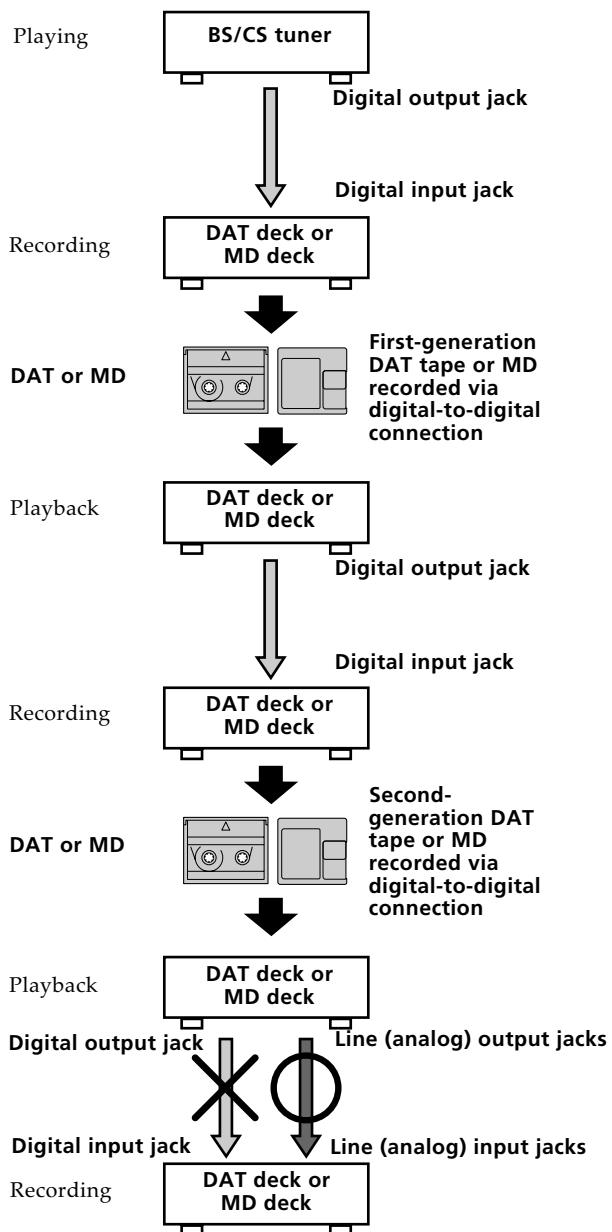 Playing
BS/CS tuner
Digital output jack
Digital input jack
Recording
DAT deck or
MD deck
DAT or MD
First-generation
DAT tape or MD
recorded via
digital-to-digital
connection
Playback
DAT deck or
MD deck
Digital output jack
Digital input jack
Recording
DAT deck or
MD deck
DAT or MD
Second-
generation DAT
tape or MD
recorded via
digital-to-digital
connection
Playback
DAT deck or
MD deck
Digital output jack
Line (analog) output jacks
Digital input jack
Line (analog) input jacks
Recording
DAT deck or
MD deck